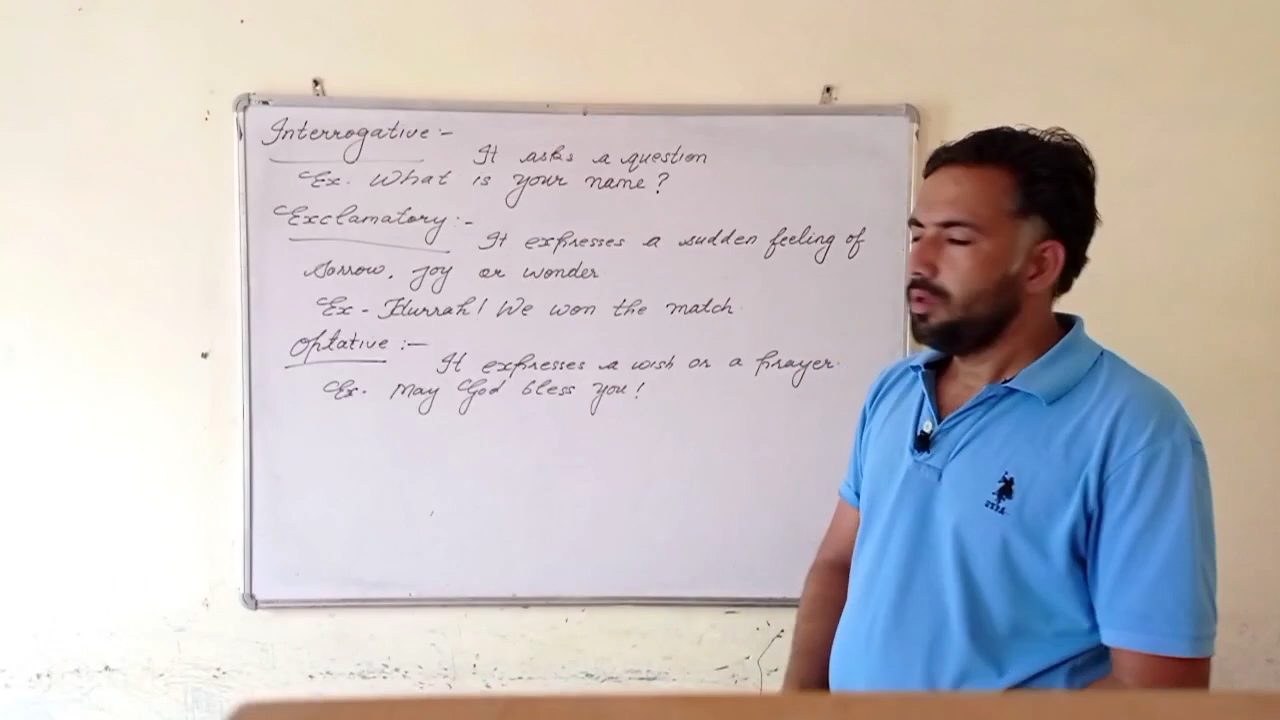 Interrogative :-
It asks a question
Ex. What is your name?
Exclamatory :-
It expresses a sudden feeling of
sorrow, joy or wonder
Ex - Hurrah! We won the match.
Optative :-
It expresses a wish or a prayer.
Ex. May God bless you!
USPA